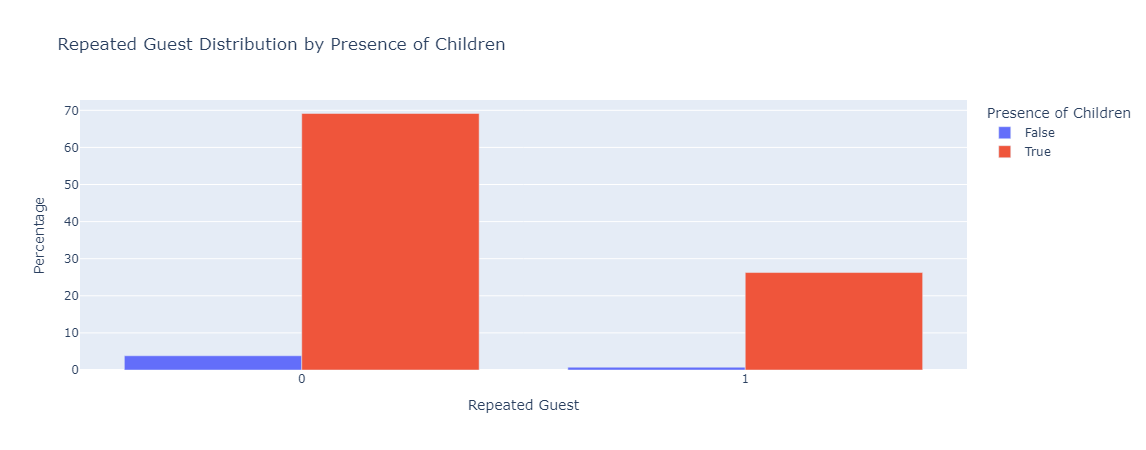 Repeated Guest Distribution by Presence of Children
Presence of Children
False
True
Percentage
70
60
50
40
30
20
10
0
0
1
Repeated Guest